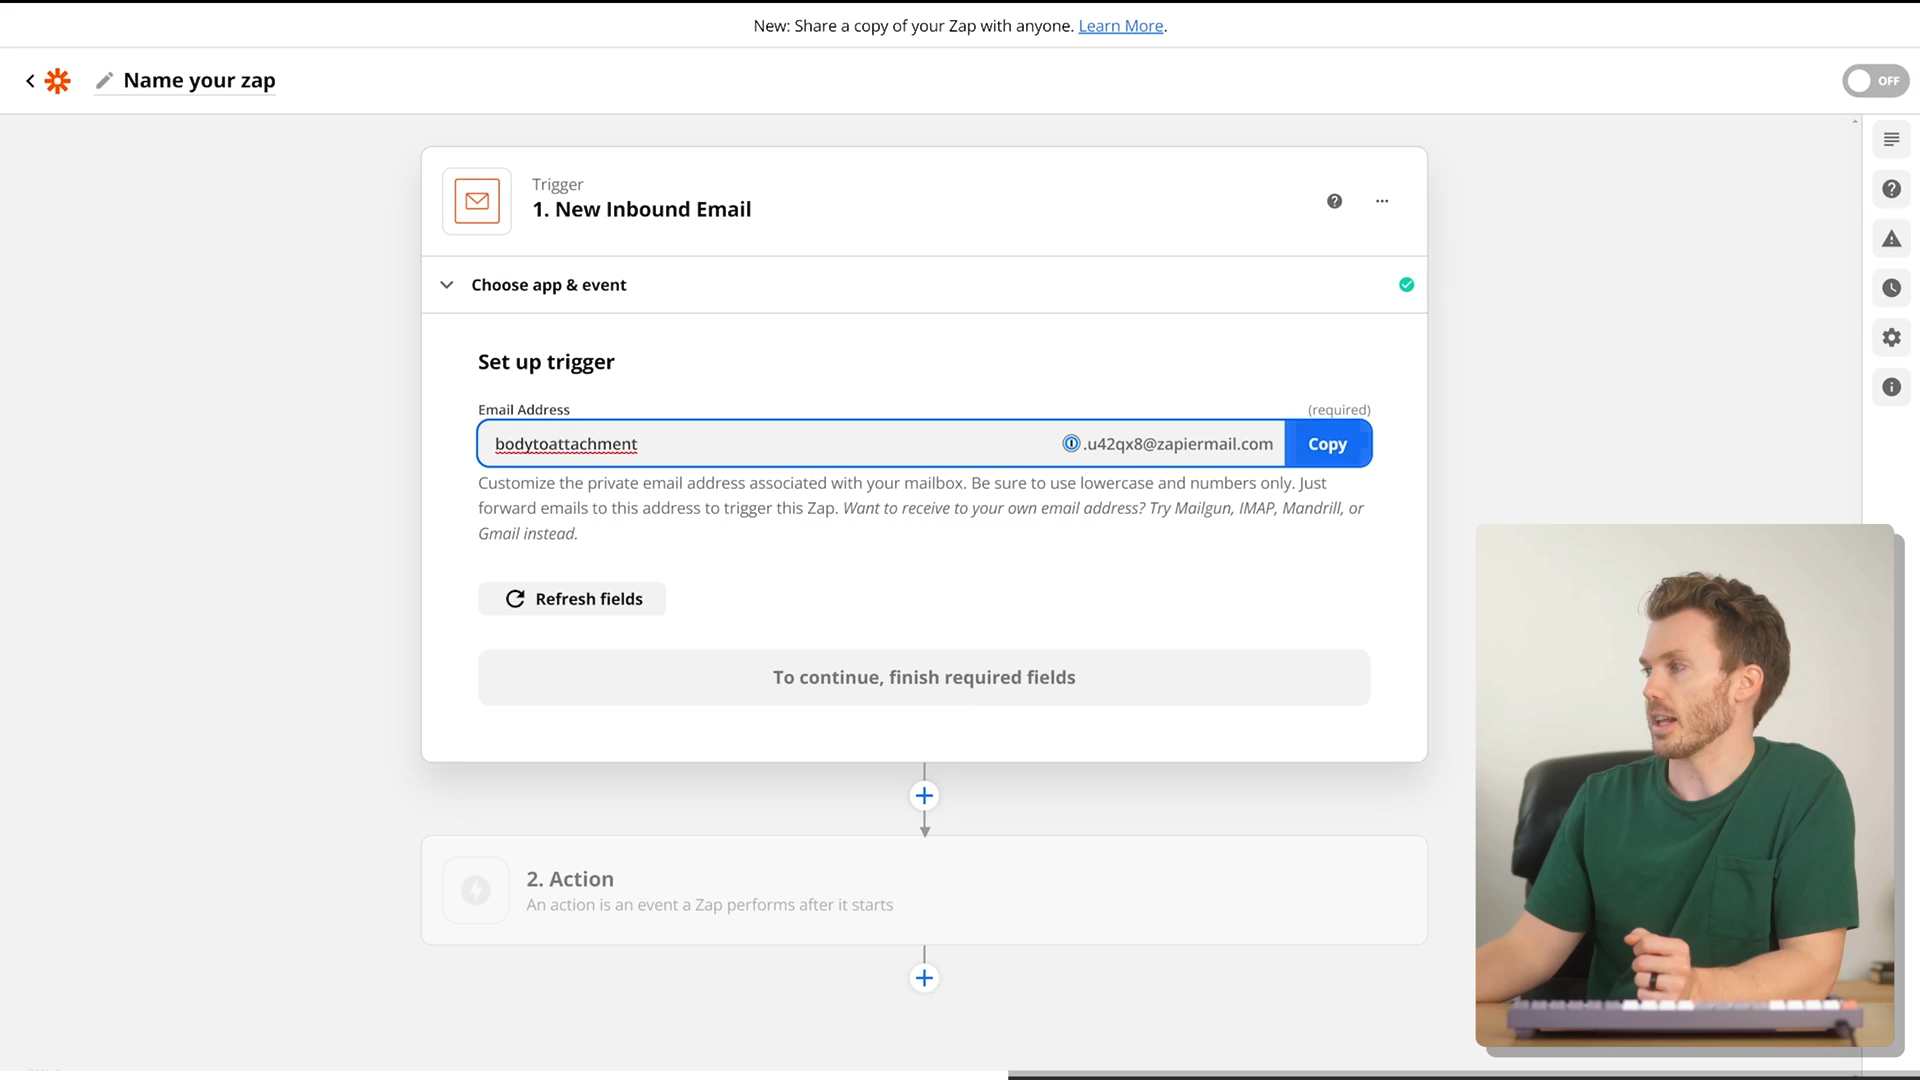 New: Share a copy of your Zap with anyone. Learn More.
Name your zap
OFF
Trigger
1. New Inbound Email
Choose app & event
Set up trigger
Email Address
(required)
bodytoattachment
.u42qx8@zapiermail.com
Copy
Customize the private email address associated with your mailbox. Be sure to use lowercase and numbers only. Just
forward emails to this address to trigger this Zap. Want to receive to your own email address? Try Mailgun, IMAP, Mandrill, or
Gmail instead.
Refresh fields
To continue, finish required fields
2. Action
An action is an event a Zap performs after it starts